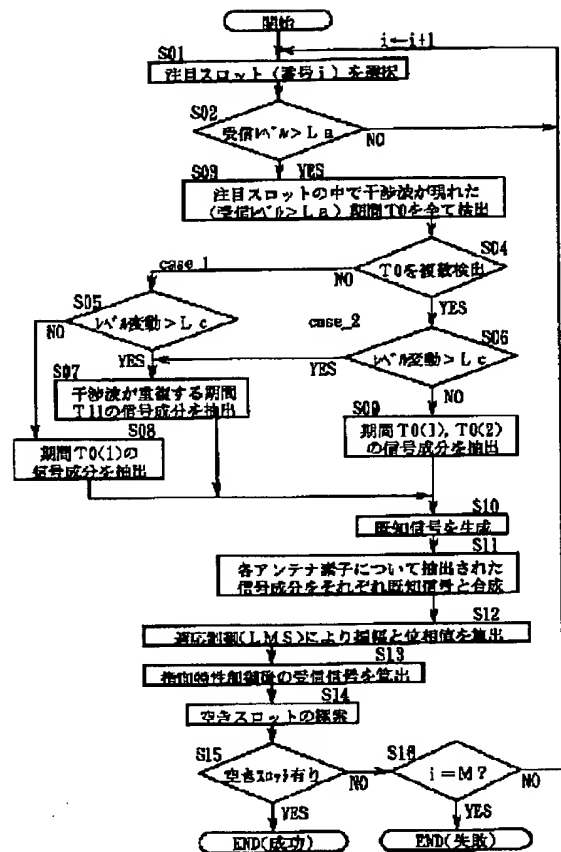 開始
i←i+1
S01
注目スロット(番号i)を選択
S02
受信レベル>La
NO
YES
S03
注目スロットの中で干渉波が現れた
(受信レベル>La)期間T0を全て検出
S04
case_1
T0を複数検出
NO
YES
S05
レベル変動>Lc
NO
YES
case_2
S06
レベル変動>Lc
YES
NO
S07
干渉波が重複する期間
T11の信号成分を抽出
S08
期間T0(1)の
信号成分を抽出
S09
期間T0(1),T0(2)
の信号成分を抽出
S10
既知信号を生成
S11
各アンテナ素子について抽出された
信号成分をそれぞれ既知信号と合成
S12
適応制御(LMS)により振幅と位相値を算出
S13
指向特性制御後の受信信号を算出
S14
空きスロットの探索
S15
空きスロット有り
NO
YES
S16
i=M?
NO
YES
END(成功)
END(失敗)